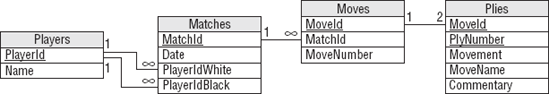 Players
PlayerId
Name
1
1
∞
∞
Matches
MatchId
Date
PlayerIdWhite
PlayerIdBlack
1
∞
Moves
MoveId
MatchId
MoveNumber
1
2
Plies
MoveId
PlyNumber
Movement
MoveName
Commentary